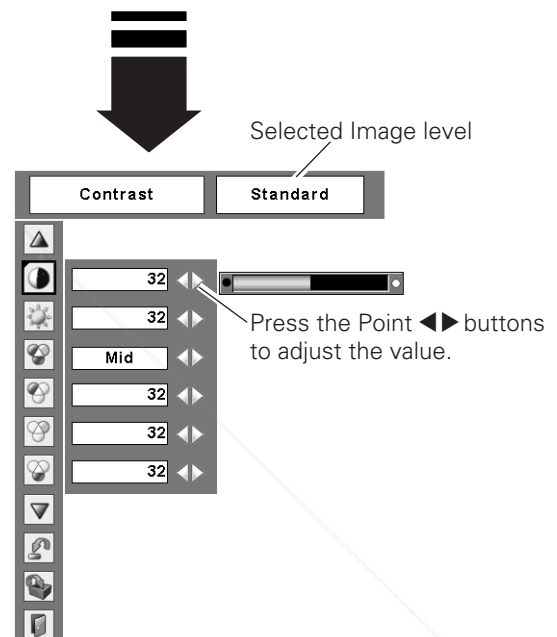 Selected Image level
Contrast Standard
32
32
Press the Point ◀▶ buttons
to adjust the value.
Mid
32
32
32